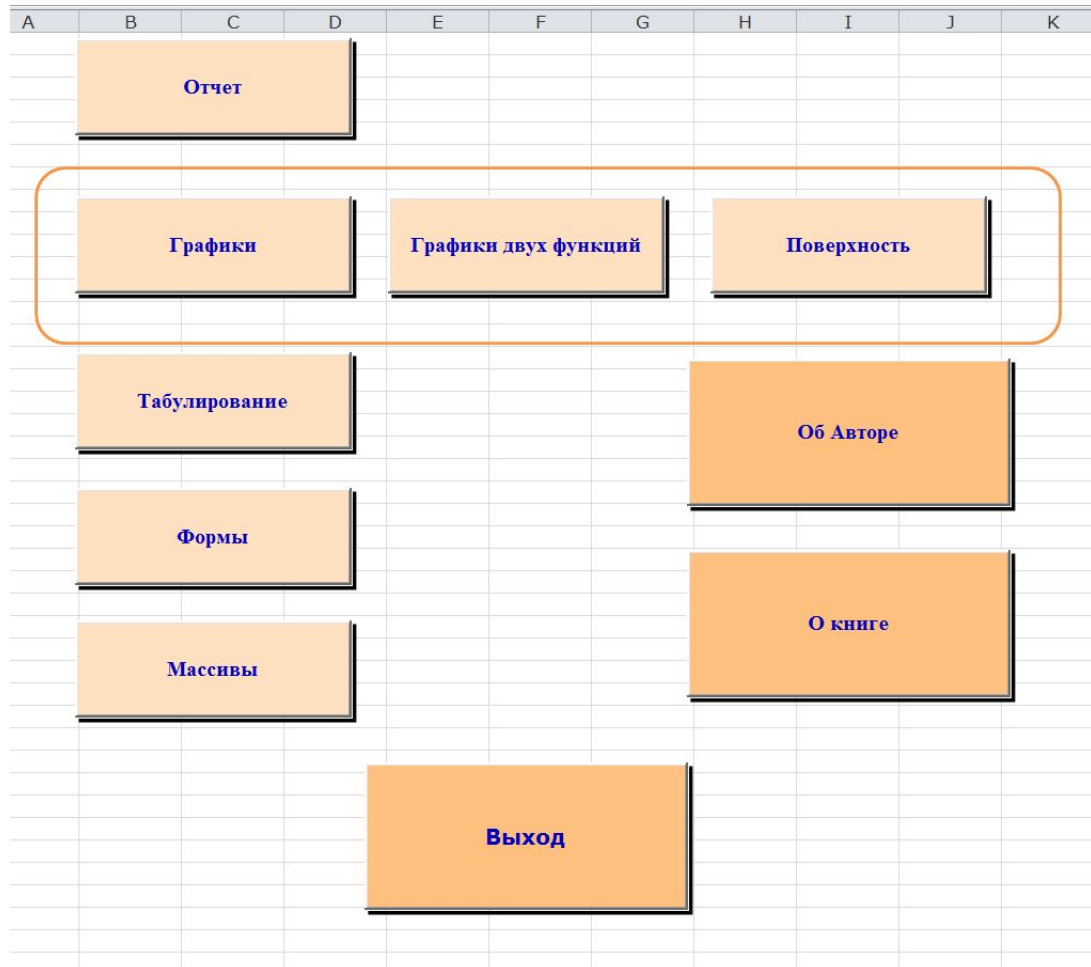 A B C D E F G H I J K
Отчет
Графики Графики двух функций Поверхность
Табулирование
Об Авторе
Формы
О книге
Массивы
Выход